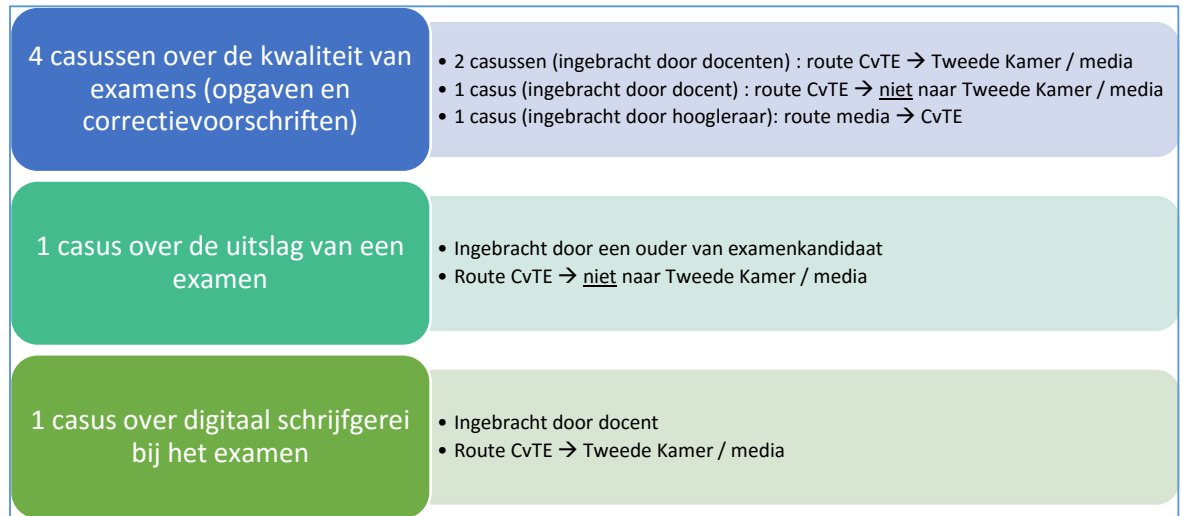 4 casussen over de kwaliteit van
examens (opgaven en
correctievoorschriften)
• 2 casussen (ingebracht door docenten) : route CvTE → Tweede Kamer / media
• 1 casus (ingebracht door docent) : route CvTE → niet naar Tweede Kamer / media
• 1 casus (ingebracht door hoogleraar): route media → CvTE
1 casus over de uitslag van een
examen
• Ingebracht door een ouder van examenkandidaat
• Route CvTE → niet naar Tweede Kamer / media
1 casus over digitaal schrijfgerei
bij het examen
• Ingebracht door docent
• Route CvTE → Tweede Kamer / media